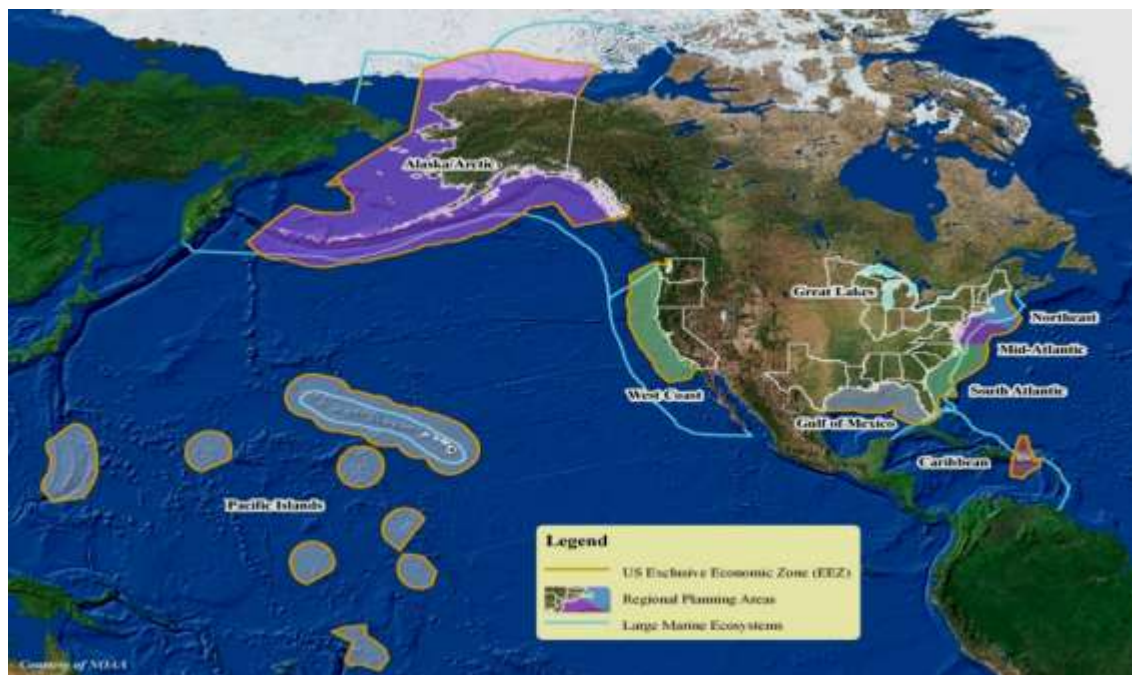 Alaska/Arctic
Great Lakes
Northeast
Mid-Atlantic
West Coast
South Atlantic
Gulf of Mexico
Caribbean
Pacific Islands
Legend
US Exclusive Economic Zone (EEZ)
Regional Planning Areas
Large Marine Ecosystems
Courtesy of NOAA